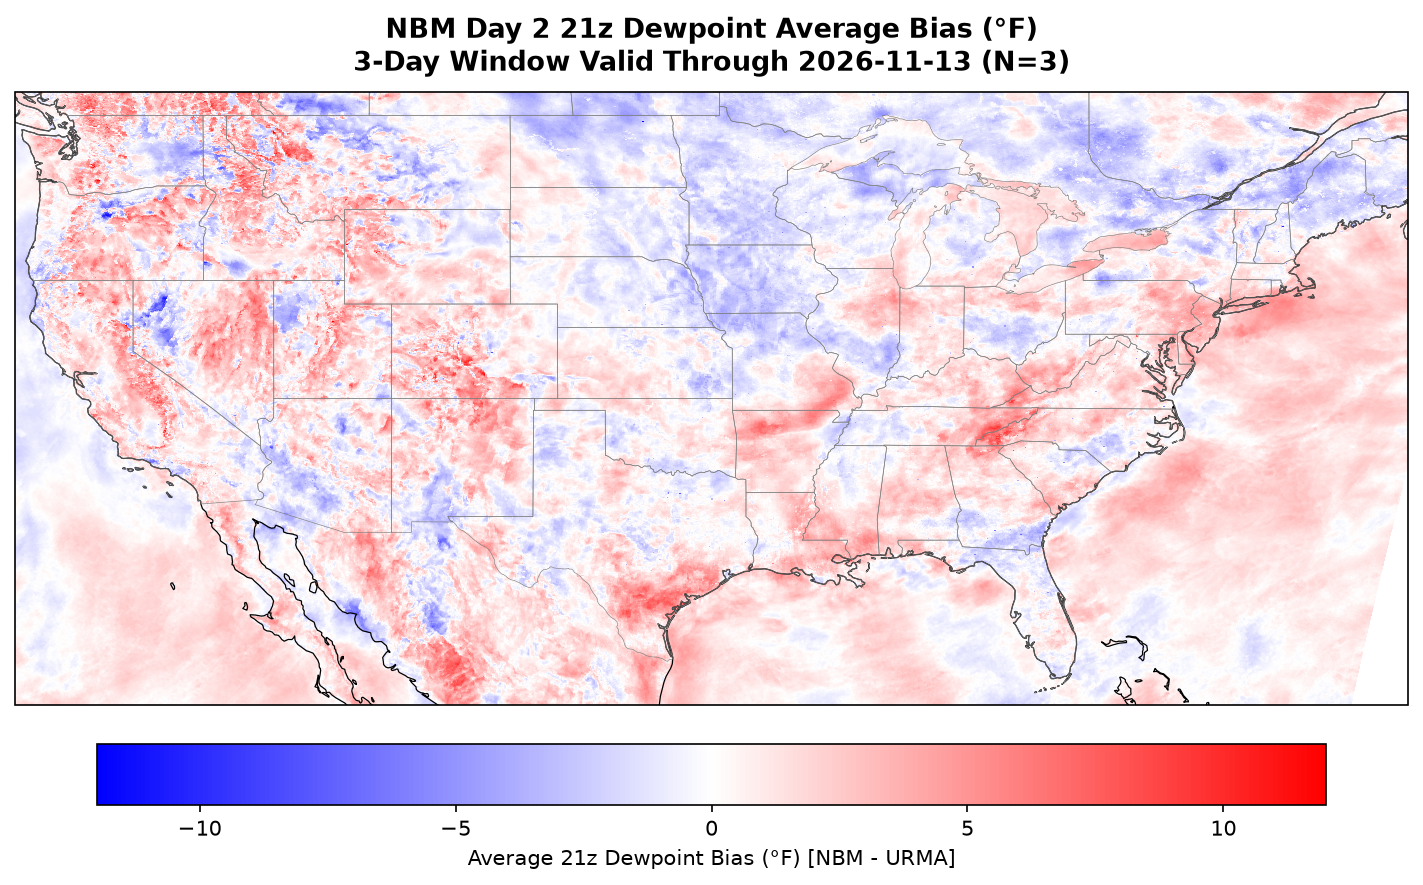 NBM Day 2 21z Dewpoint Average Bias (°F)
3-Day Window Valid Through 2026-11-13 (N=3)
−10 −5 0 5 10
Average 21z Dewpoint Bias (°F) [NBM - URMA]